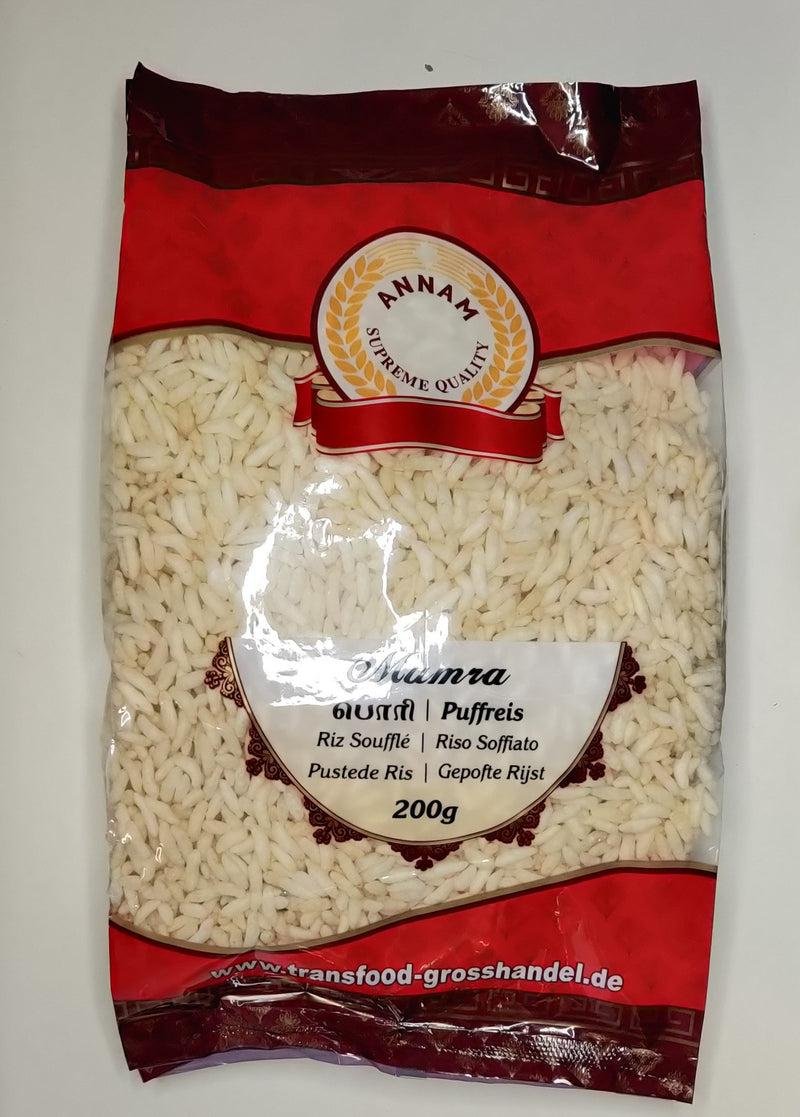 ANNAM
SUPREME QUALITY
Mamra
பொரி | Puffreis
Riz Soufflé | Riso Soffiato
Pustede Ris | Gepofte Rijst
200g
www.transfood-grosshandel.de